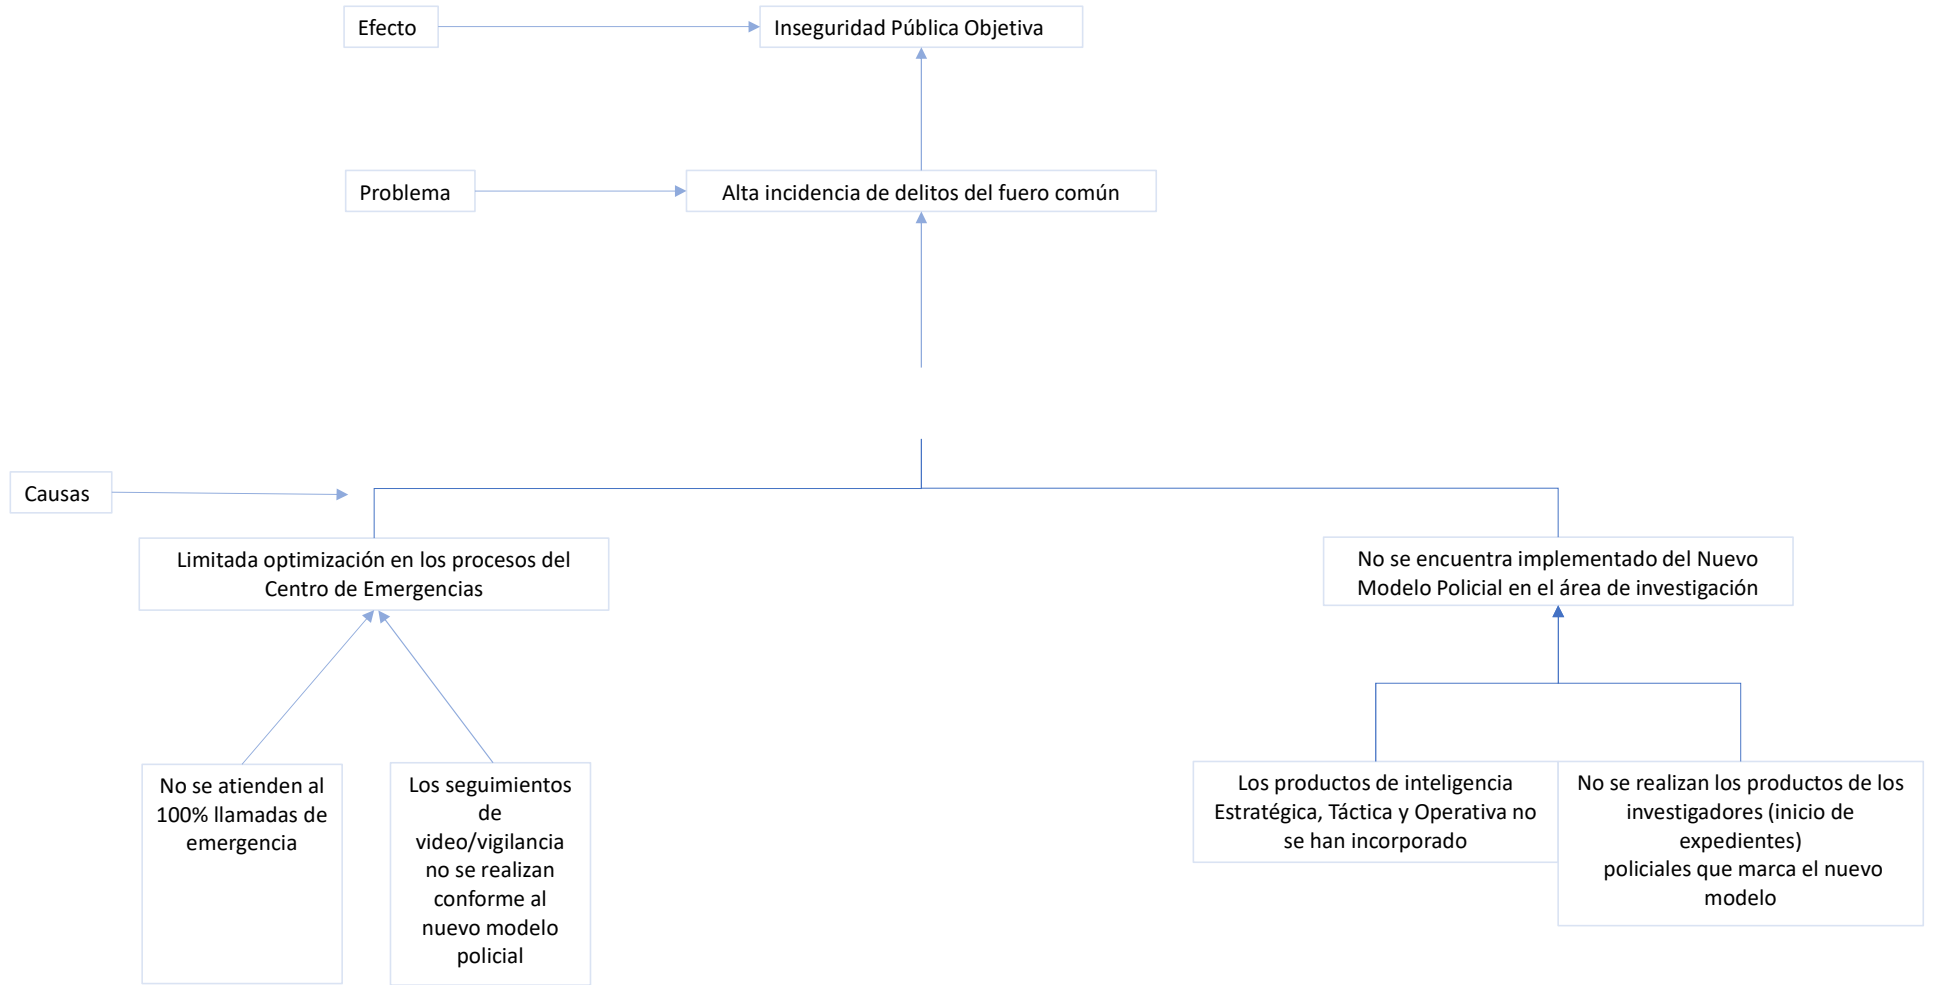 Efecto
Inseguridad Pública Objetiva
Problema
Alta incidencia de delitos del fuero común
Causas
Limitada optimización en los procesos del
Centro de Emergencias
No se encuentra implementado del Nuevo
Modelo Policial en el área de investigación
No se atienden al
100% llamadas de
emergencia
Los seguimientos
de
video/vigilancia
no se realizan
conforme al
nuevo modelo
policial
Los productos de inteligencia
Estratégica, Táctica y Operativa no
se han incorporado
No se realizan los productos de los
investigadores (inicio de
expedientes)
policiales que marca el nuevo
modelo